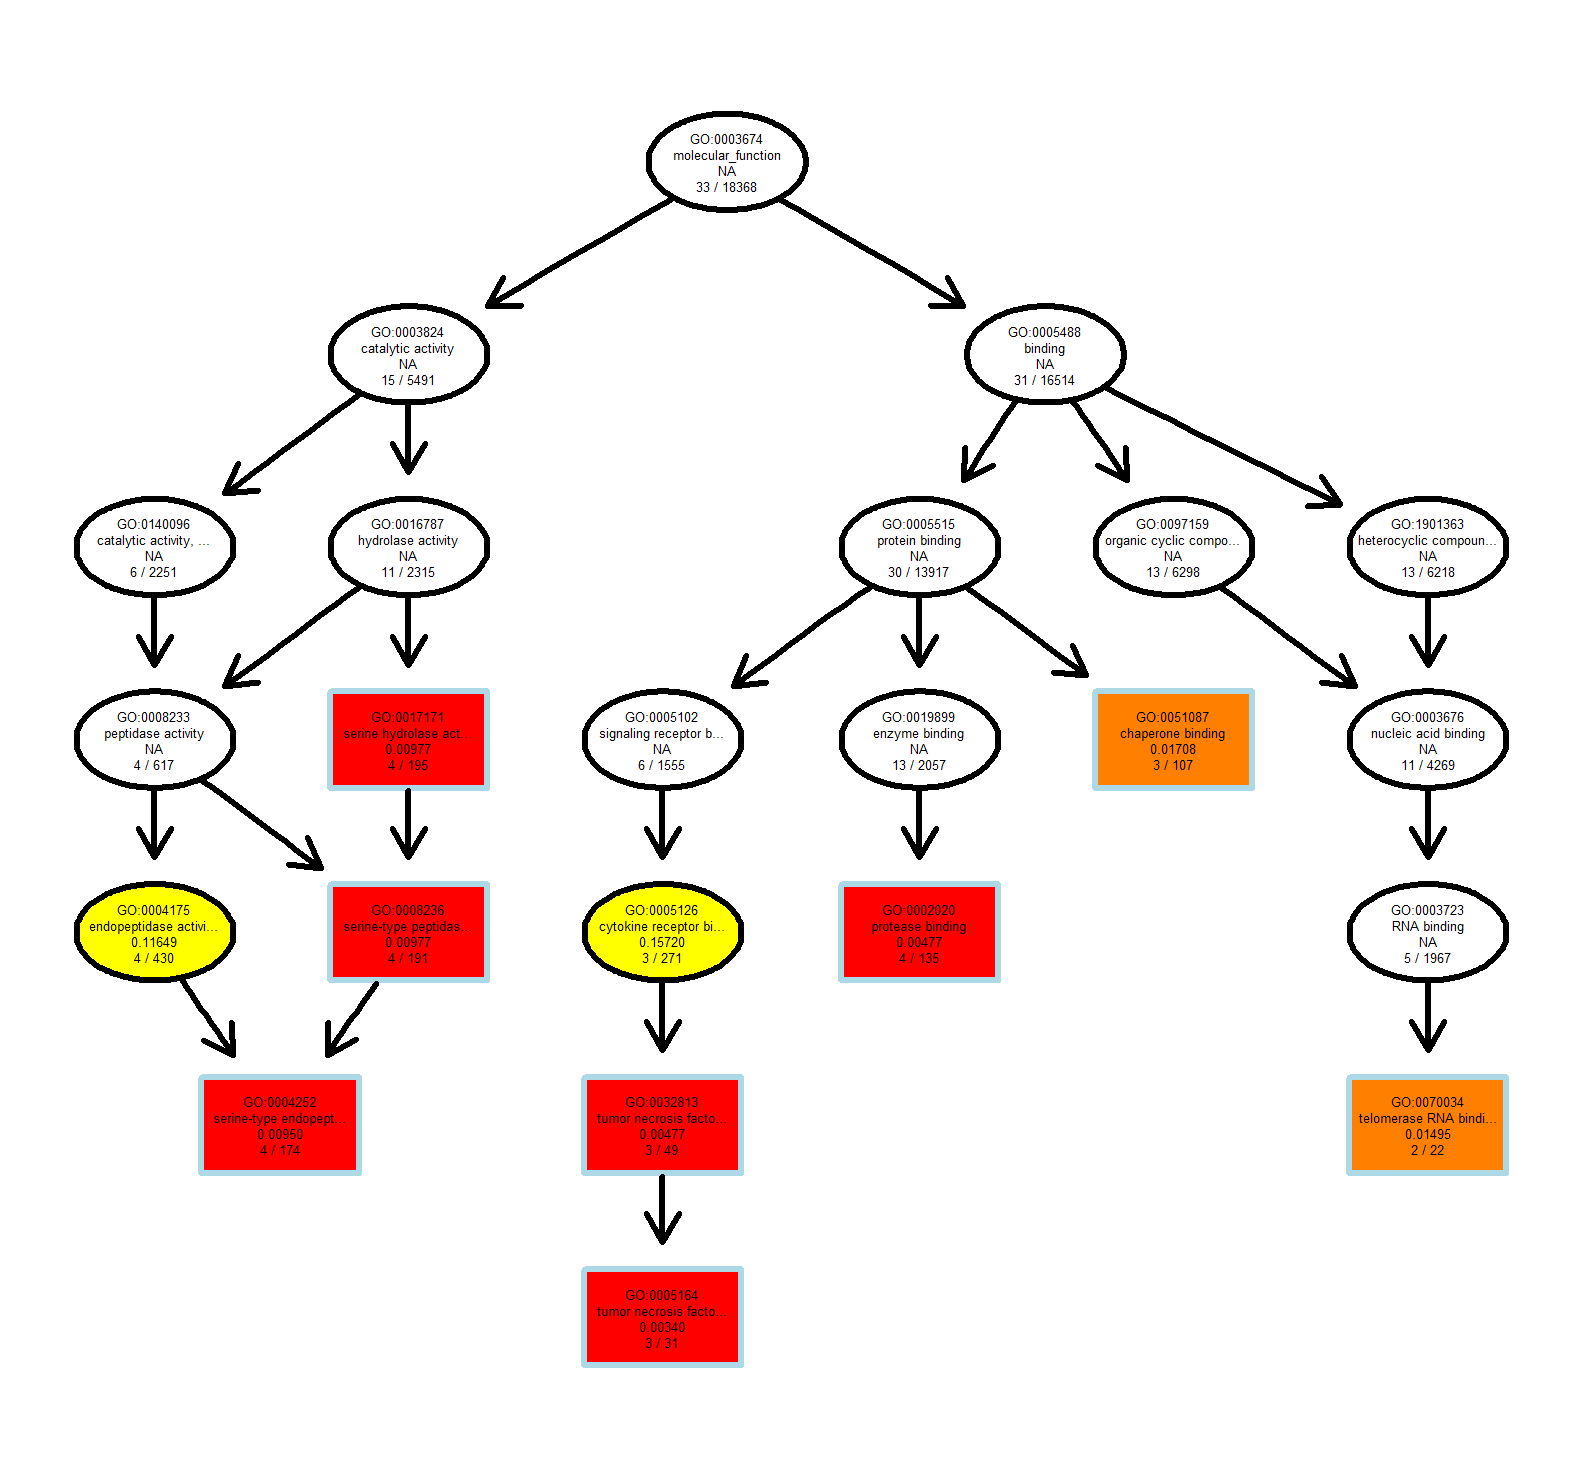 GO:0003674
molecular_function
NA
33 / 18368
GO:0003824
catalytic activity
NA
15 / 5491
GO:0005488
binding
NA
31 / 16514
GO:0140096
catalytic activity, ...
NA
6 / 2251
GO:0016787
hydrolase activity
NA
11 / 2315
GO:0005515
protein binding
NA
30 / 13917
GO:0097159
organic cyclic compo...
NA
13 / 6298
GO:1901363
heterocyclic compoun...
NA
13 / 6218
GO:0008233
peptidase activity
NA
4 / 617
GO:0017171
serine hydrolase act...
0.00977
4 / 195
GO:0005102
signaling receptor b...
NA
6 / 1555
GO:0019899
enzyme binding
NA
13 / 2057
GO:0051087
chaperone binding
0.01708
3 / 107
GO:0003676
nucleic acid binding
NA
11 / 4269
GO:0004175
endopeptidase activi...
0.11649
4 / 430
GO:0008236
serine-type peptidas...
0.00977
4 / 191
GO:0005126
cytokine receptor bi...
0.15720
3 / 271
GO:0002020
protease binding
0.00477
4 / 135
GO:0003723
RNA binding
NA
5 / 1967
GO:0004252
serine-type endopept...
0.00950
4 / 174
GO:0032813
tumor necrosis facto...
0.00477
3 / 49
GO:0070034
telomerase RNA bindi...
0.01495
2 / 22
GO:0005164
tumor necrosis facto...
0.00340
3 / 31